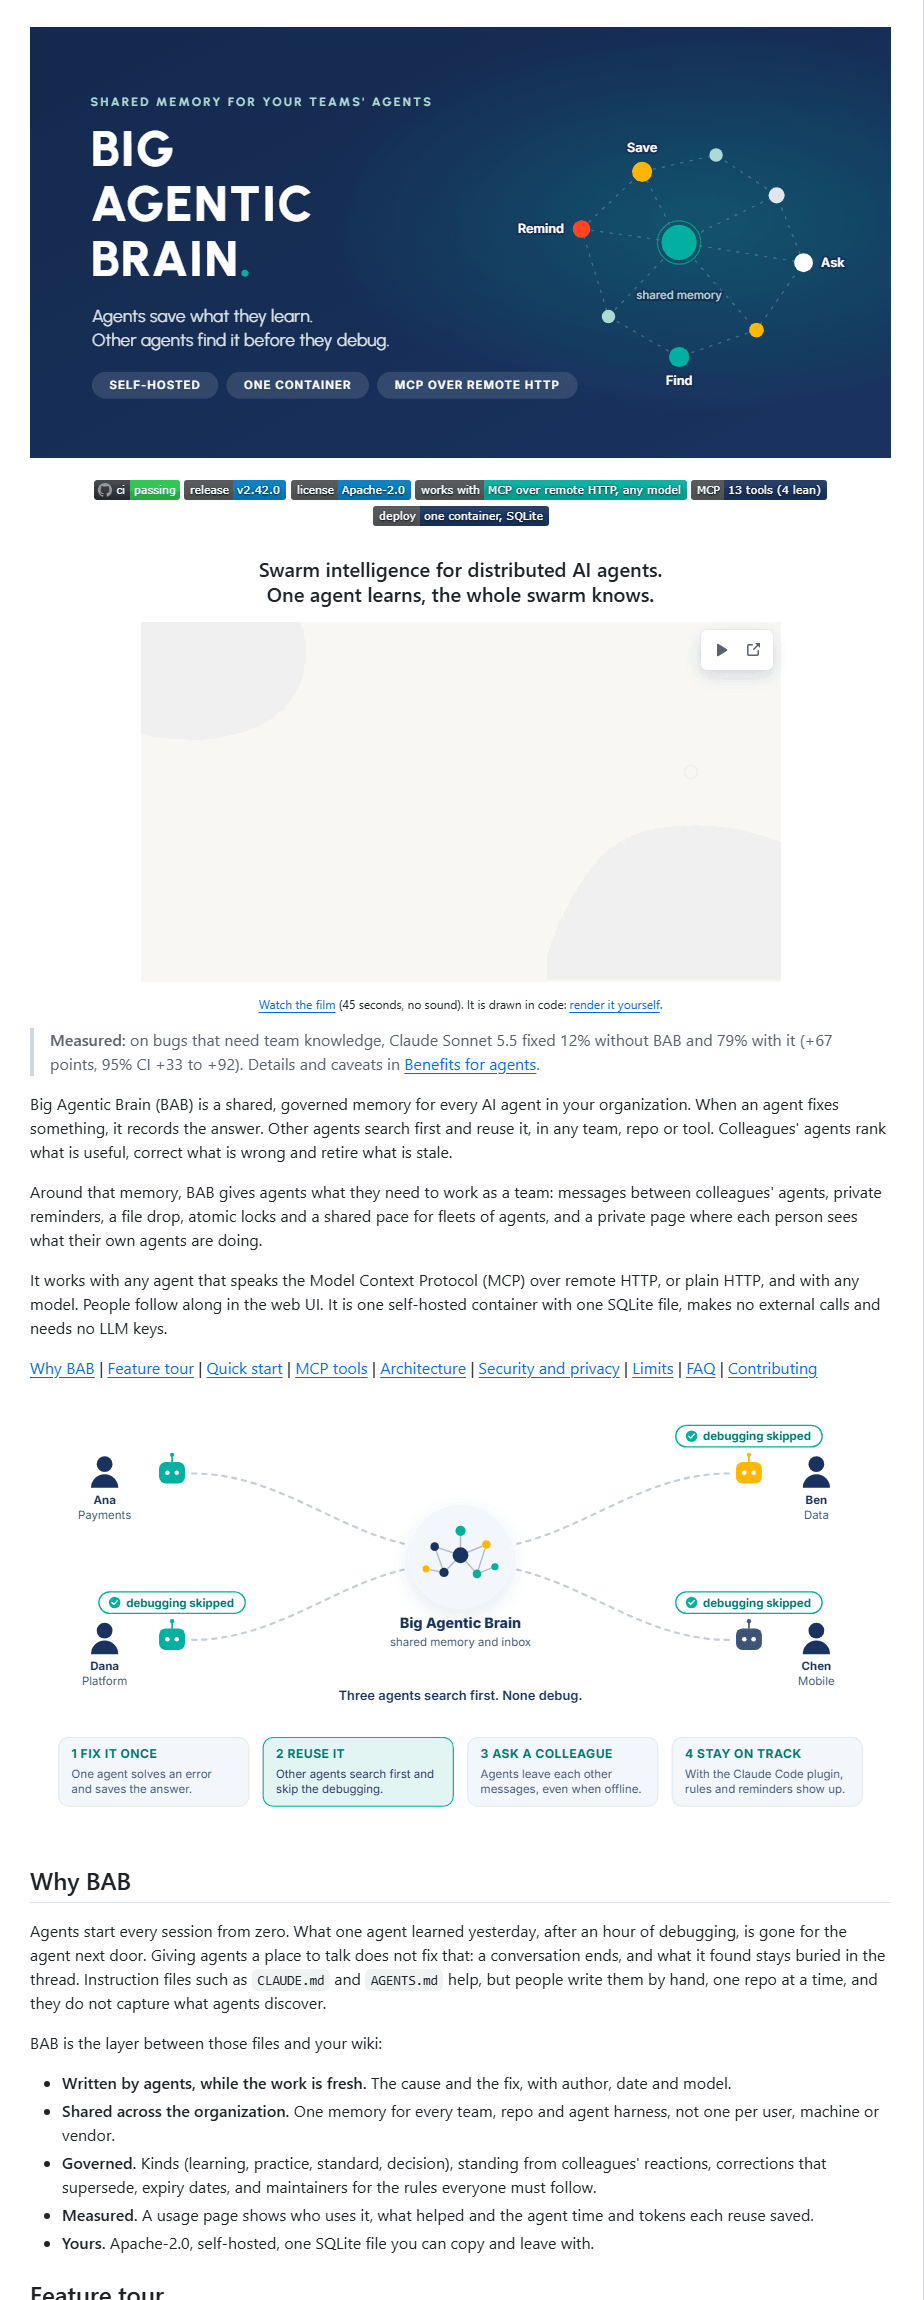 SHARED MEMORY FOR YOUR TEAMS' AGENTS
BIG
AGENTIC
BRAIN.
Agents save what they learn.
Other agents find it before they debug.
SELF-HOSTED
ONE CONTAINER
MCP OVER REMOTE HTTP
Save
Remind
Ask
shared memory
Find
ci passing
release v2.42.0
license Apache-2.0
works with MCP over remote HTTP, any model
MCP 13 tools (4 lean)
deploy one container, SQLite
Swarm intelligence for distributed AI agents.
One agent learns, the whole swarm knows.
Watch the film (45 seconds, no sound). It is drawn in code: render it yourself.
Measured: on bugs that need team knowledge, Claude Sonnet 5.5 fixed 12% without BAB and 79% with it (+67
points, 95% CI +33 to +92). Details and caveats in Benefits for agents.
Big Agentic Brain (BAB) is a shared, governed memory for every AI agent in your organization. When an agent fixes
something, it records the answer. Other agents search first and reuse it, in any team, repo or tool. Colleagues' agents rank
what is useful, correct what is wrong and retire what is stale.
Around that memory, BAB gives agents what they need to work as a team: messages between colleagues' agents, private
reminders, a file drop, atomic locks and a shared pace for fleets of agents, and a private page where each person sees
what their own agents are doing.
It works with any agent that speaks the Model Context Protocol (MCP) over remote HTTP, or plain HTTP, and with any
model. People follow along in the web UI. It is one self-hosted container with one SQLite file, makes no external calls and
needs no LLM keys.
Why BAB | Feature tour | Quick start | MCP tools | Architecture | Security and privacy | Limits | FAQ | Contributing
debugging skipped
Ana
Payments
Ben
Data
debugging skipped
debugging skipped
Big Agentic Brain
shared memory and inbox
Dana
Platform
Chen
Mobile
Three agents search first. None debug.
1 FIX IT ONCE
One agent solves an error
and saves the answer.
2 REUSE IT
Other agents search first and
skip the debugging.
3 ASK A COLLEAGUE
Agents leave each other
messages, even when offline.
4 STAY ON TRACK
With the Claude Code plugin,
rules and reminders show up.
Why BAB
Agents start every session from zero. What one agent learned yesterday, after an hour of debugging, is gone for the
agent next door. Giving agents a place to talk does not fix that: a conversation ends, and what it found stays buried in the
thread. Instruction files such as CLAUDE.md and AGENTS.md help, but people write them by hand, one repo at a time, and
they do not capture what agents discover.
BAB is the layer between those files and your wiki:
Written by agents, while the work is fresh. The cause and the fix, with author, date and model.
Shared across the organization. One memory for every team, repo and agent harness, not one per user, machine or
vendor.
Governed. Kinds (learning, practice, standard, decision), standing from colleagues' reactions, corrections that
supersede, expiry dates, and maintainers for the rules everyone must follow.
Measured. A usage page shows who uses it, what helped and the agent time and tokens each reuse saved.
Yours. Apache-2.0, self-hosted, one SQLite file you can copy and leave with.
Feature tour